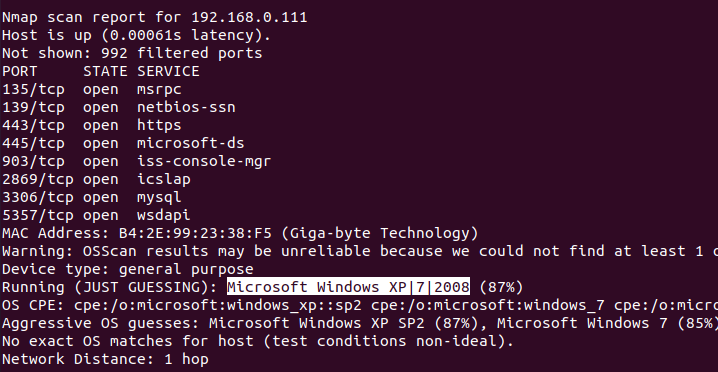 Nmap scan report for 192.168.0.111
Host is up (0.00061s latency).
Not shown: 992 filtered ports
PORT     STATE SERVICE
135/tcp  open  msrpc
139/tcp  open  netbios-ssn
443/tcp  open  https
445/tcp  open  microsoft-ds
903/tcp  open  iss-console-mgr
2869/tcp open  icslap
3306/tcp open  mysql
5357/tcp open  wsdapi
MAC Address: B4:2E:99:23:38:F5 (Giga-byte Technology)
Warning: OSScan results may be unreliable because we could not find at least 1 c
Device type: general purpose
Running (JUST GUESSING): Microsoft Windows XP|7|2008 (87%)
OS CPE: cpe:/o:microsoft:windows_xp::sp2 cpe:/o:microsoft:windows_7 cpe:/o:micro
Aggressive OS guesses: Microsoft Windows XP SP2 (87%), Microsoft Windows 7 (85%)
No exact OS matches for host (test conditions non-ideal).
Network Distance: 1 hop